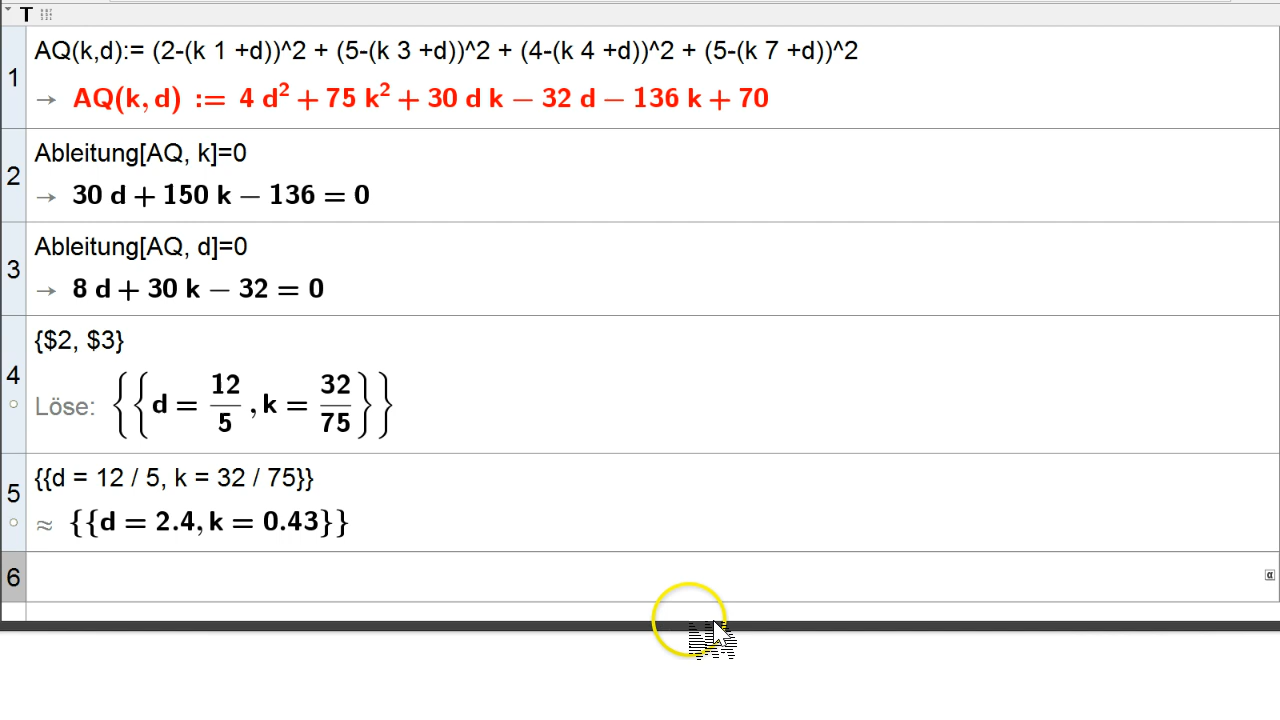 T
1
AQ(k,d):= (2-(k 1 +d))^2 + (5-(k 3 +d))^2 + (4-(k 4 +d))^2 + (5-(k 7 +d))^2
→ AQ(k, d) := 4 d² + 75 k² + 30 d k − 32 d − 136 k + 70
2
Ableitung[AQ, k]=0
→ 30 d + 150 k − 136 = 0
3
Ableitung[AQ, d]=0
→ 8 d + 30 k − 32 = 0
4
{$2, $3}
Löse: {{d = 12/5 , k = 32/75}}
5
{{d = 12 / 5, k = 32 / 75}}
≈ {{d = 2.4, k = 0.43}}
6
α